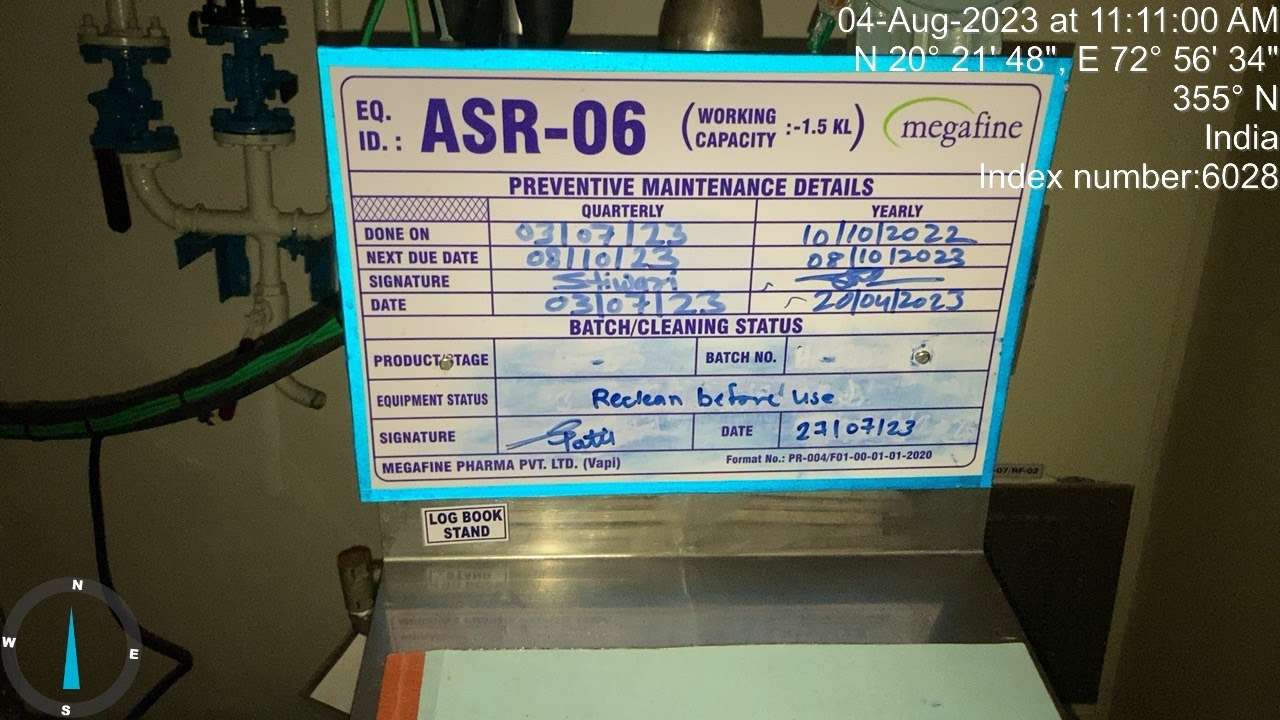 04-Aug-2023 at 11:11:00 AM
N 20° 21' 48", E 72° 56' 34"
355° N
India
Index number:6028
EQ. ID. : ASR-06 (WORKING CAPACITY :-1.5 KL) megafine
PREVENTIVE MAINTENANCE DETAILS
QUARTERLY YEARLY
DONE ON 03/07/23 10/10/2022
NEXT DUE DATE 08/10/23 08/10/2023
SIGNATURE Stiwari
DATE 03/07/23 20/04/2023
BATCH/CLEANING STATUS
PRODUCT/STAGE - BATCH NO. -
EQUIPMENT STATUS Reclean before use
SIGNATURE DATE 27/07/23
MEGAFINE PHARMA PVT. LTD. (Vapi) Format No.: PR-004/F01-00-01-01-2020
LOG BOOK
STAND
N
W E
S